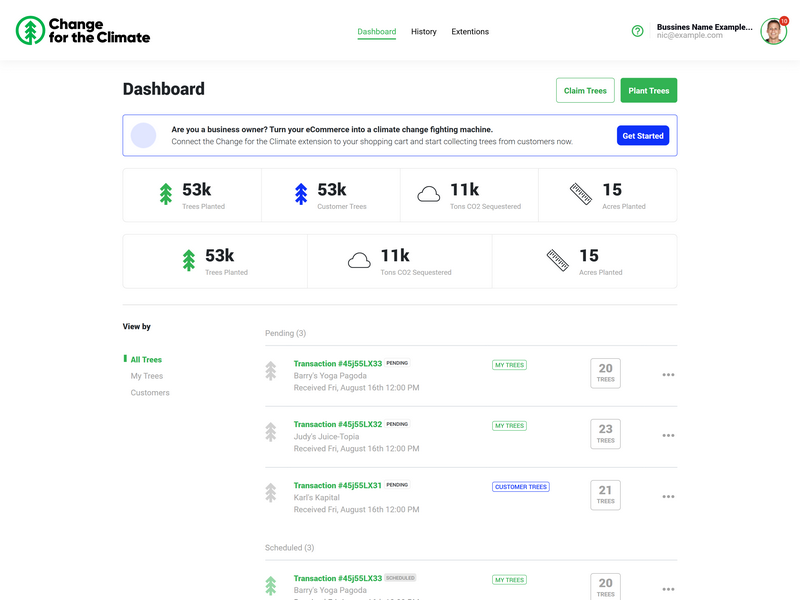 Change
for the Climate
Dashboard
History
Extentions
Bussines Name Example...
nic@example.com
10
Dashboard
Claim Trees
Plant Trees
Are you a business owner? Turn your eCommerce into a climate change fighting machine.
Connect the Change for the Climate extension to your shopping cart and start collecting trees from customers now.
Get Started
53k
Trees Planted
53k
Customer Trees
11k
Tons CO2 Sequestered
15
Acres Planted
53k
Trees Planted
11k
Tons CO2 Sequestered
15
Acres Planted
View by
All Trees
My Trees
Customers
Pending (3)
Transaction #45j55LX33 PENDING
Barry's Yoga Pagoda
Received Fri, August 16th 12:00 PM
MY TREES
20
TREES
Transaction #45j55LX32 PENDING
Judy's Juice-Topia
Received Fri, August 16th 12:00 PM
MY TREES
23
TREES
Transaction #45j55LX31 PENDING
Karl's Kapital
Received Fri, August 16th 12:00 PM
CUSTOMER TREES
21
TREES
Scheduled (3)
Transaction #45j55LX33 SCHEDULED
Barry's Yoga Pagoda
MY TREES
20
TREES